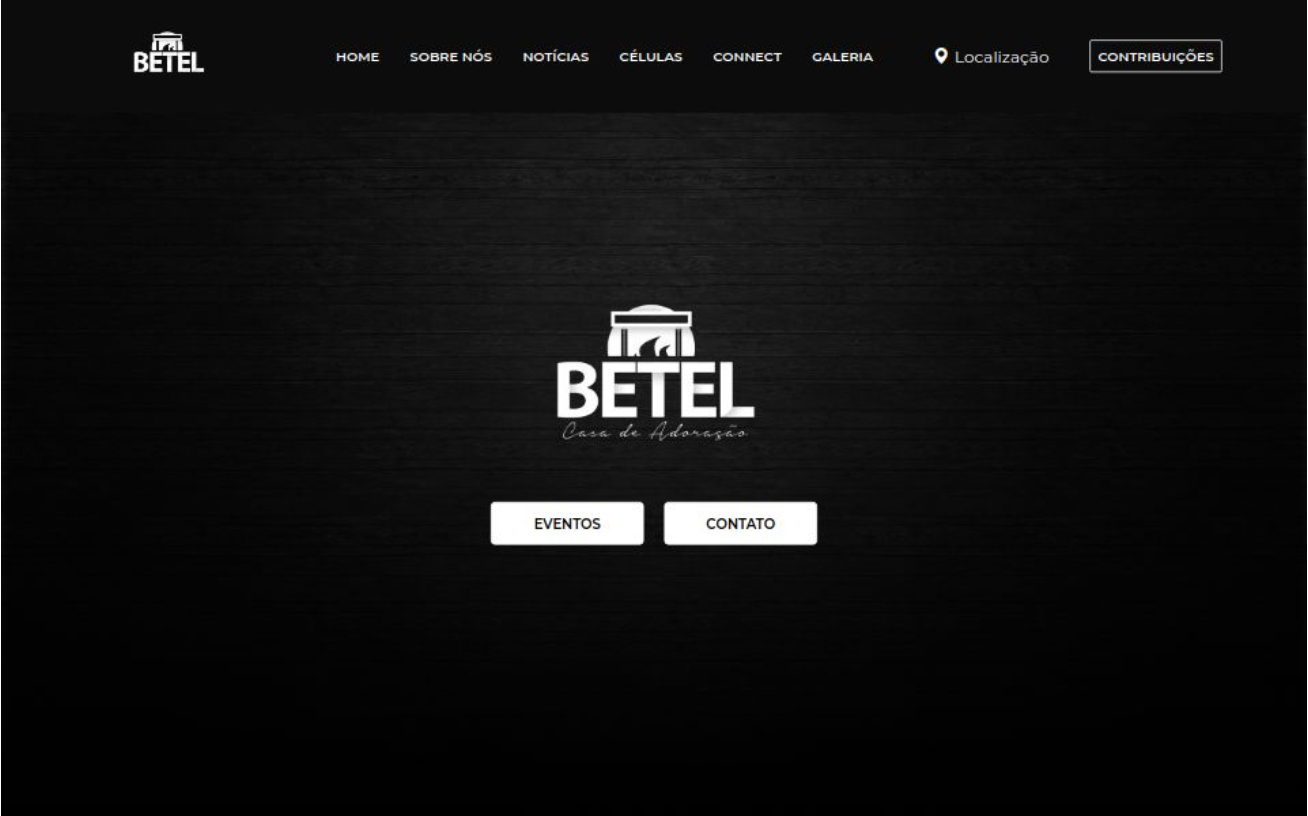 BETEL
HOME SOBRE NÓS NOTÍCIAS CÉLULAS CONNECT GALERIA Localização CONTRIBUIÇÕES
BETEL
Casa de Adoração
EVENTOS CONTATO